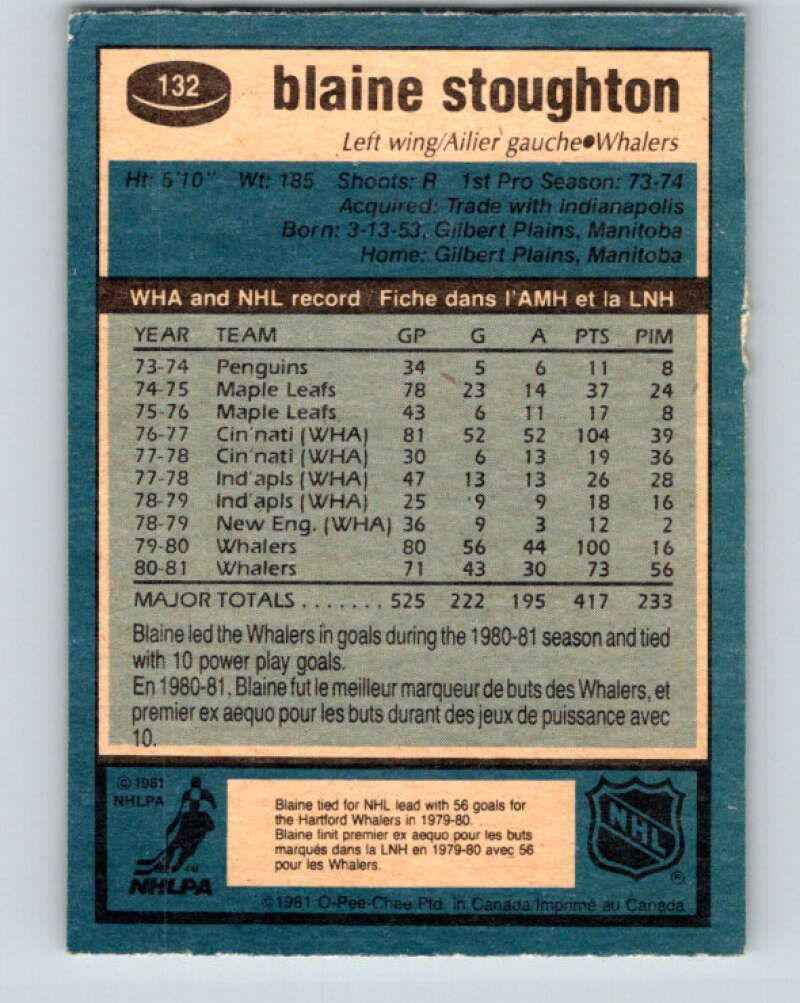 132
blaine stoughton
Left wing/Ailier gauche●Whalers
Ht: 5'10" Wt: 185 Shoots: R 1st Pro Season: 73-74
Acquired: Trade with Indianapolis
Born: 3-13-53, Gilbert Plains, Manitoba
Home: Gilbert Plains, Manitoba
WHA and NHL record Fiche dans l'AMH et la LNH
YEAR TEAM GP G A PTS PIM
73-74 Penguins 34 5 6 11 8
74-75 Maple Leafs 78 23 14 37 24
75-76 Maple Leafs 43 6 11 17 8
76-77 Cin'nati (WHA) 81 52 52 104 39
77-78 Cin'nati (WHA) 30 6 13 19 36
77-78 Ind'apls (WHA) 47 13 13 26 28
78-79 Ind'apls (WHA) 25 9 9 18 16
78-79 New Eng. (WHA) 36 9 3 12 2
79-80 Whalers 80 56 44 100 16
80-81 Whalers 71 43 30 73 56
MAJOR TOTALS ....... 525 222 195 417 233
Blaine led the Whalers in goals during the 1980-81 season and tied
with 10 power play goals.
En 1980-81, Blaine fut le meilleur marqueur de buts des Whalers, et
premier ex aequo pour les buts durant des jeux de puissance avec
10.
© 1981
NHLPA
NHLPA
Blaine tied for NHL lead with 56 goals for
the Hartford Whalers in 1979-80.
Blaine finit premier ex aequo pour les buts
marqués dans la LNH en 1979-80 avec 56
pour les Whalers.
NHL
®
©1981 O-Pee-Chee Ptd. in Canada/Imprimé au Canada